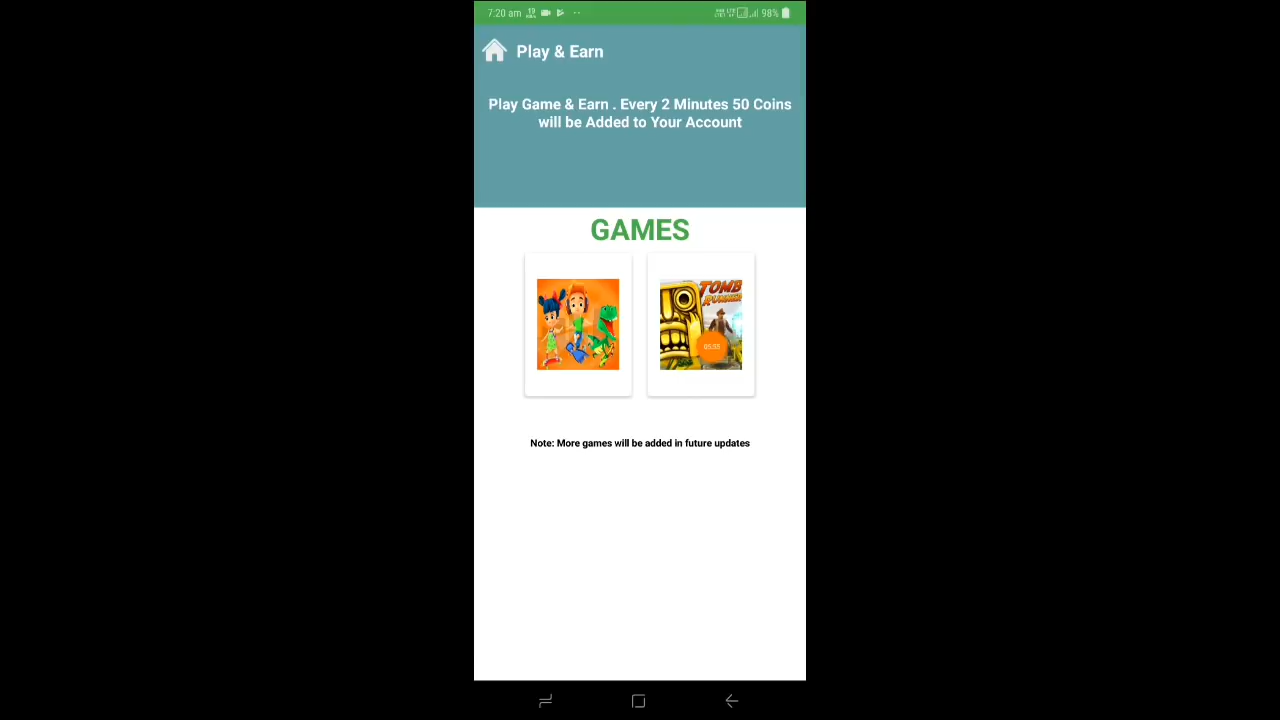 7:20 am
98%
Play & Earn
Play Game & Earn . Every 2 Minutes 50 Coins
will be Added to Your Account
GAMES
TOMB
RUNNER
Note: More games will be added in future updates